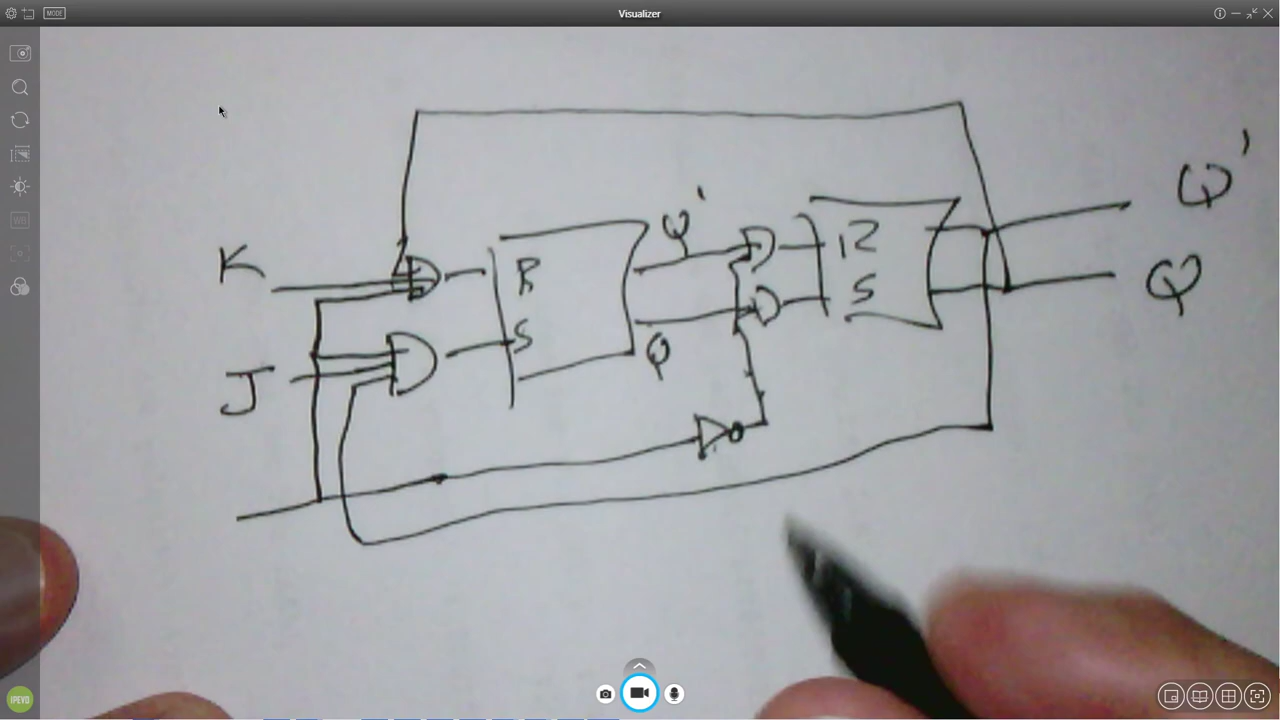 MODE
Visualizer
Q'
K R Q' R
S
Q
J S Q
IPEVO